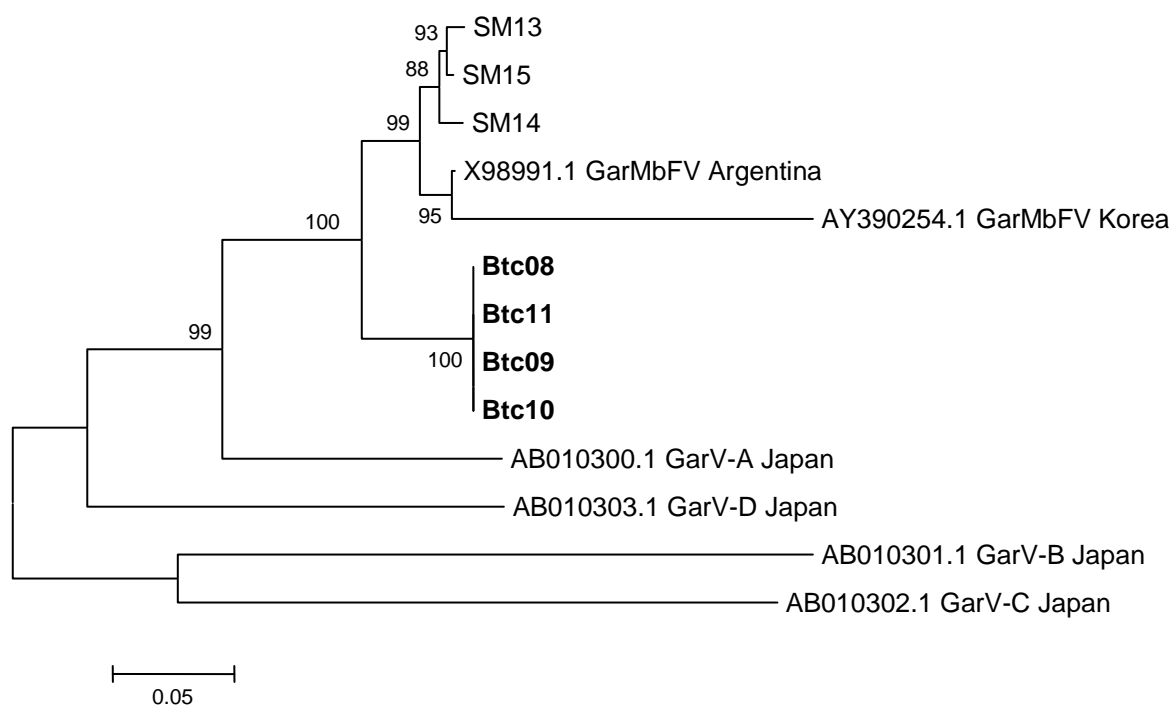 93
SM13
88
SM15
99
SM14
X98991.1 GarMbFV Argentina
95
AY390254.1 GarMbFV Korea
100
Btc08
Btc11
99
100
Btc09
Btc10
AB010300.1 GarV-A Japan
AB010303.1 GarV-D Japan
AB010301.1 GarV-B Japan
AB010302.1 GarV-C Japan
0.05